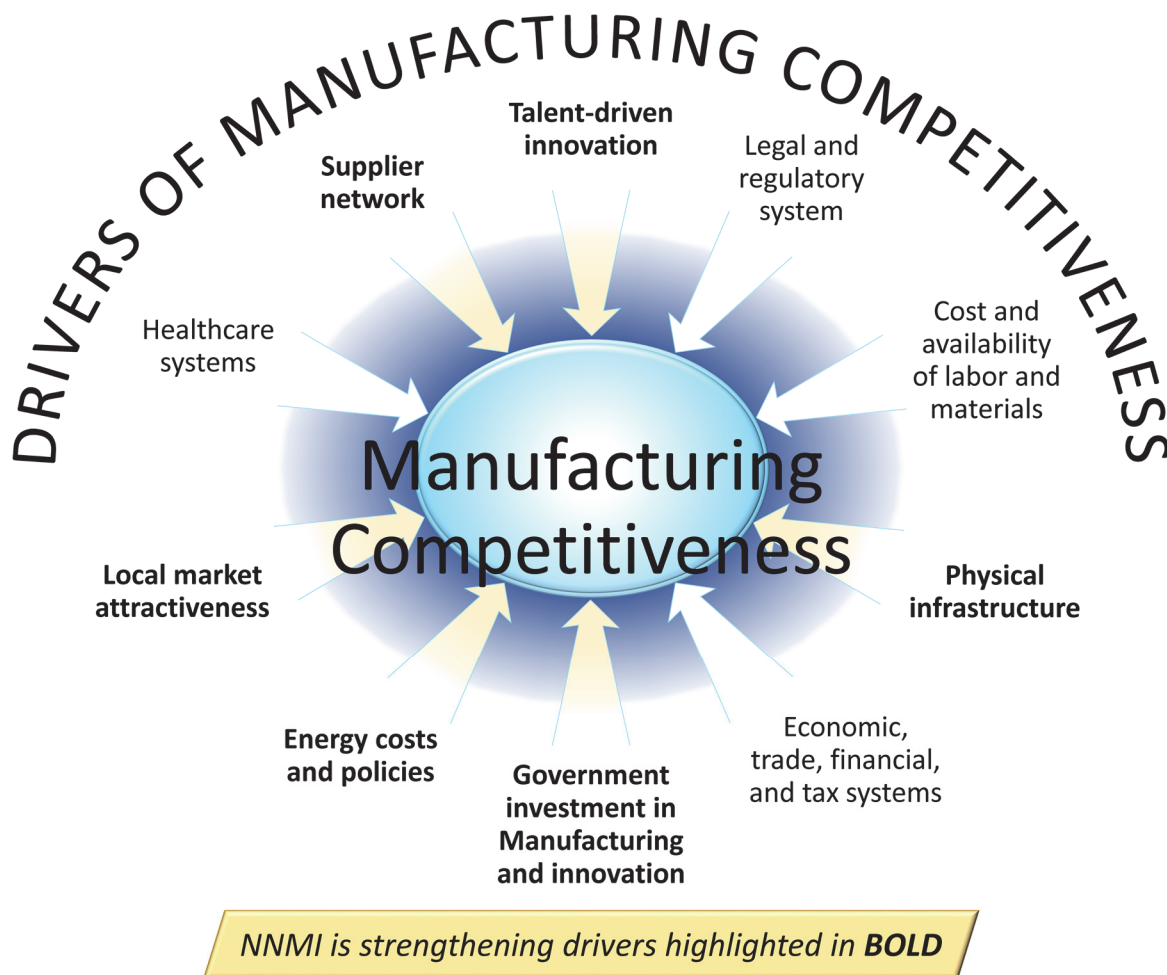 DRIVERS OF MANUFACTURING COMPETITIVENESS
Talent-driven
innovation
Legal and
regulatory
system
Supplier
network
Cost and
availability
of labor and
materials
Healthcare
systems
Manufacturing
Competitiveness
Local market
attractiveness
Physical
infrastructure
Energy costs
and policies
Government
investment in
Manufacturing
and innovation
Economic,
trade, financial,
and tax systems
NNMI is strengthening drivers highlighted in BOLD